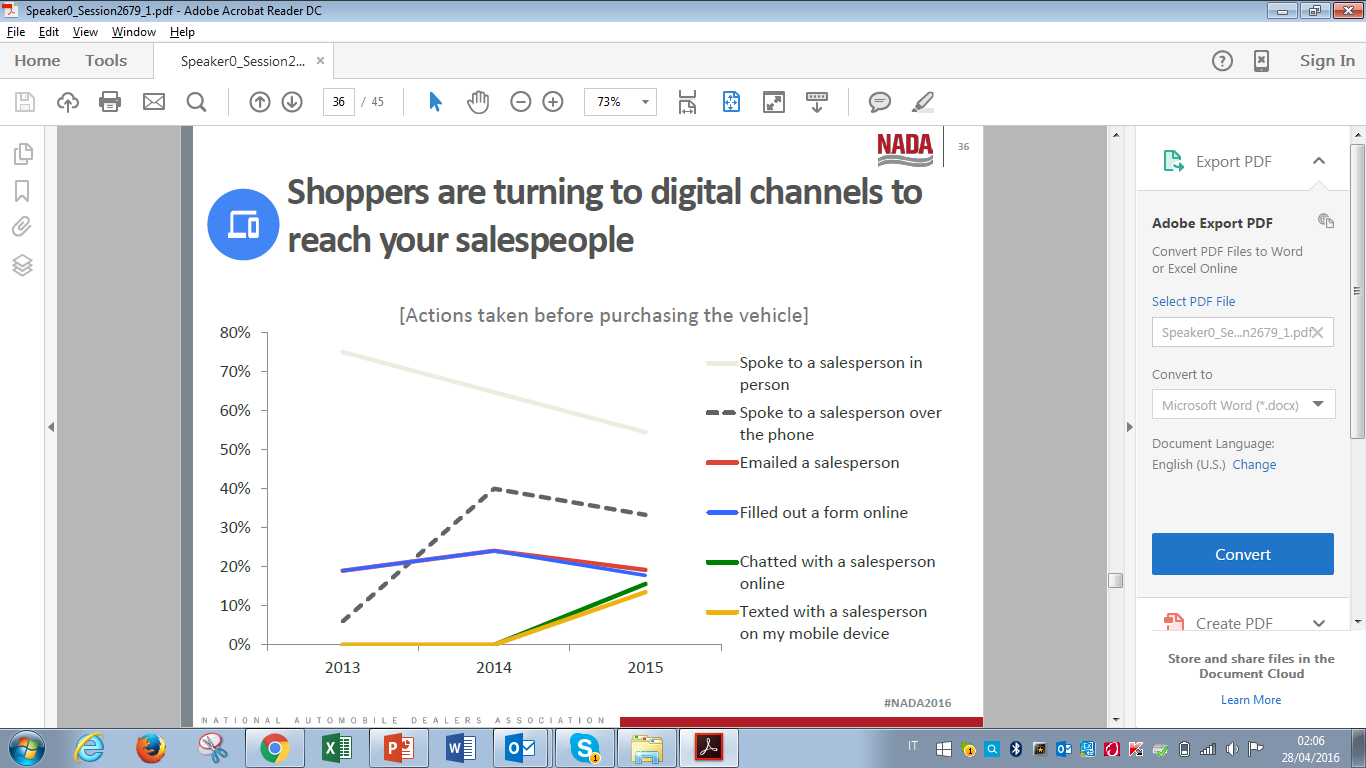 Speaker0_Session2679_1.pdf - Adobe Acrobat Reader DC
File Edit View Window Help
Home Tools Speaker0_Session2... × Sign In
36 / 45 73%
NADA 36
Shoppers are turning to digital channels to
reach your salespeople
[Actions taken before purchasing the vehicle]
80%
70%
60%
50%
40%
30%
20%
10%
0%
2013 2014 2015
Spoke to a salesperson in
person
Spoke to a salesperson over
the phone
Emailed a salesperson
Filled out a form online
Chatted with a salesperson
online
Texted with a salesperson
on my mobile device
#NADA2016
NATIONAL AUTOMOBILE DEALERS ASSOCIATION
Export PDF
Adobe Export PDF
Convert PDF Files to Word
or Excel Online
Select PDF File
Speaker0_Se...n2679_1.pdf
Convert to
Microsoft Word (*.docx)
Document Language:
English (U.S.) Change
Convert
Create PDF
Store and share files in the
Document Cloud
Learn More
IT
02:06
28/04/2016